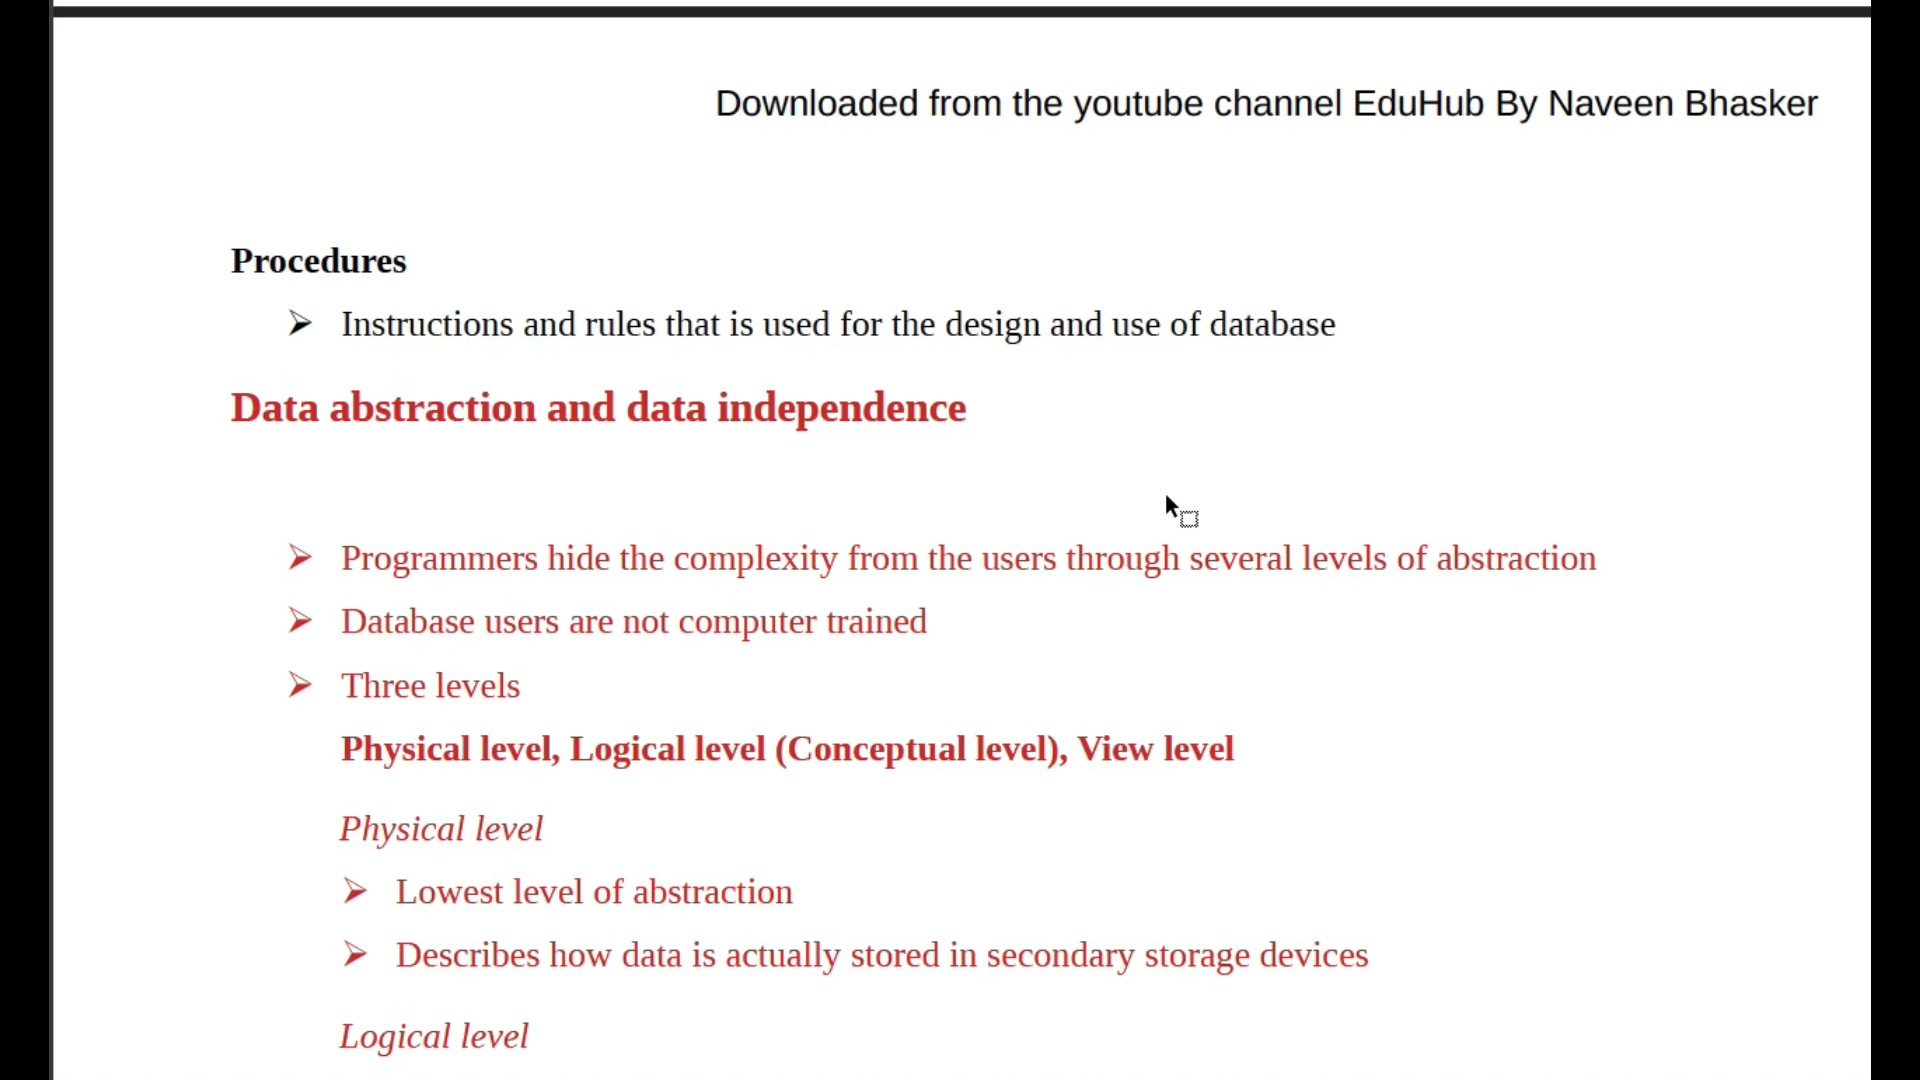 Downloaded from the youtube channel EduHub By Naveen Bhasker
Procedures
➢ Instructions and rules that is used for the design and use of database
Data abstraction and data independence
➢ Programmers hide the complexity from the users through several levels of abstraction
➢ Database users are not computer trained
➢ Three levels
Physical level, Logical level (Conceptual level), View level
Physical level
➢ Lowest level of abstraction
➢ Describes how data is actually stored in secondary storage devices
Logical level